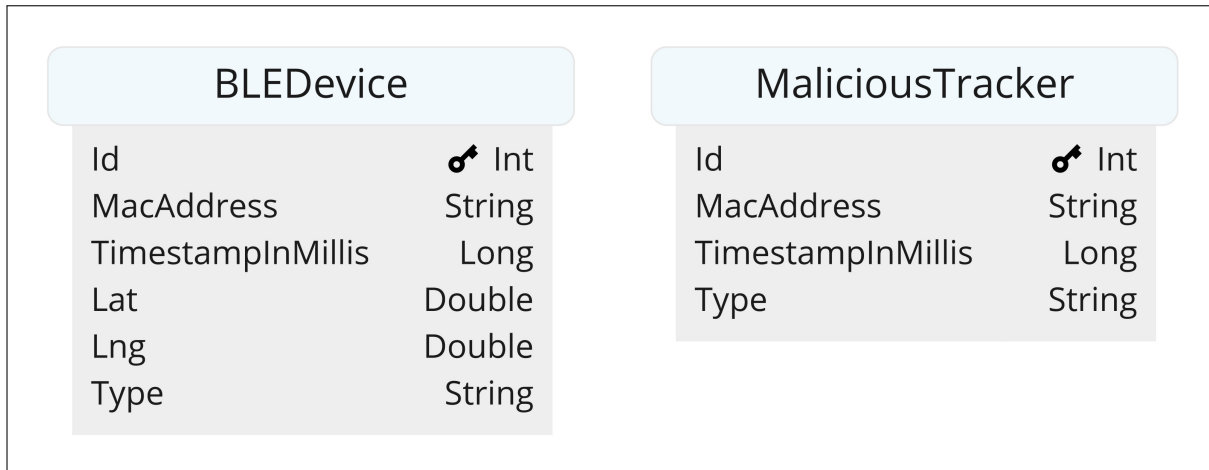 BLEDevice
Id Int
MacAddress String
TimestampInMillis Long
Lat Double
Lng Double
Type String
MaliciousTracker
Id Int
MacAddress String
TimestampInMillis Long
Type String